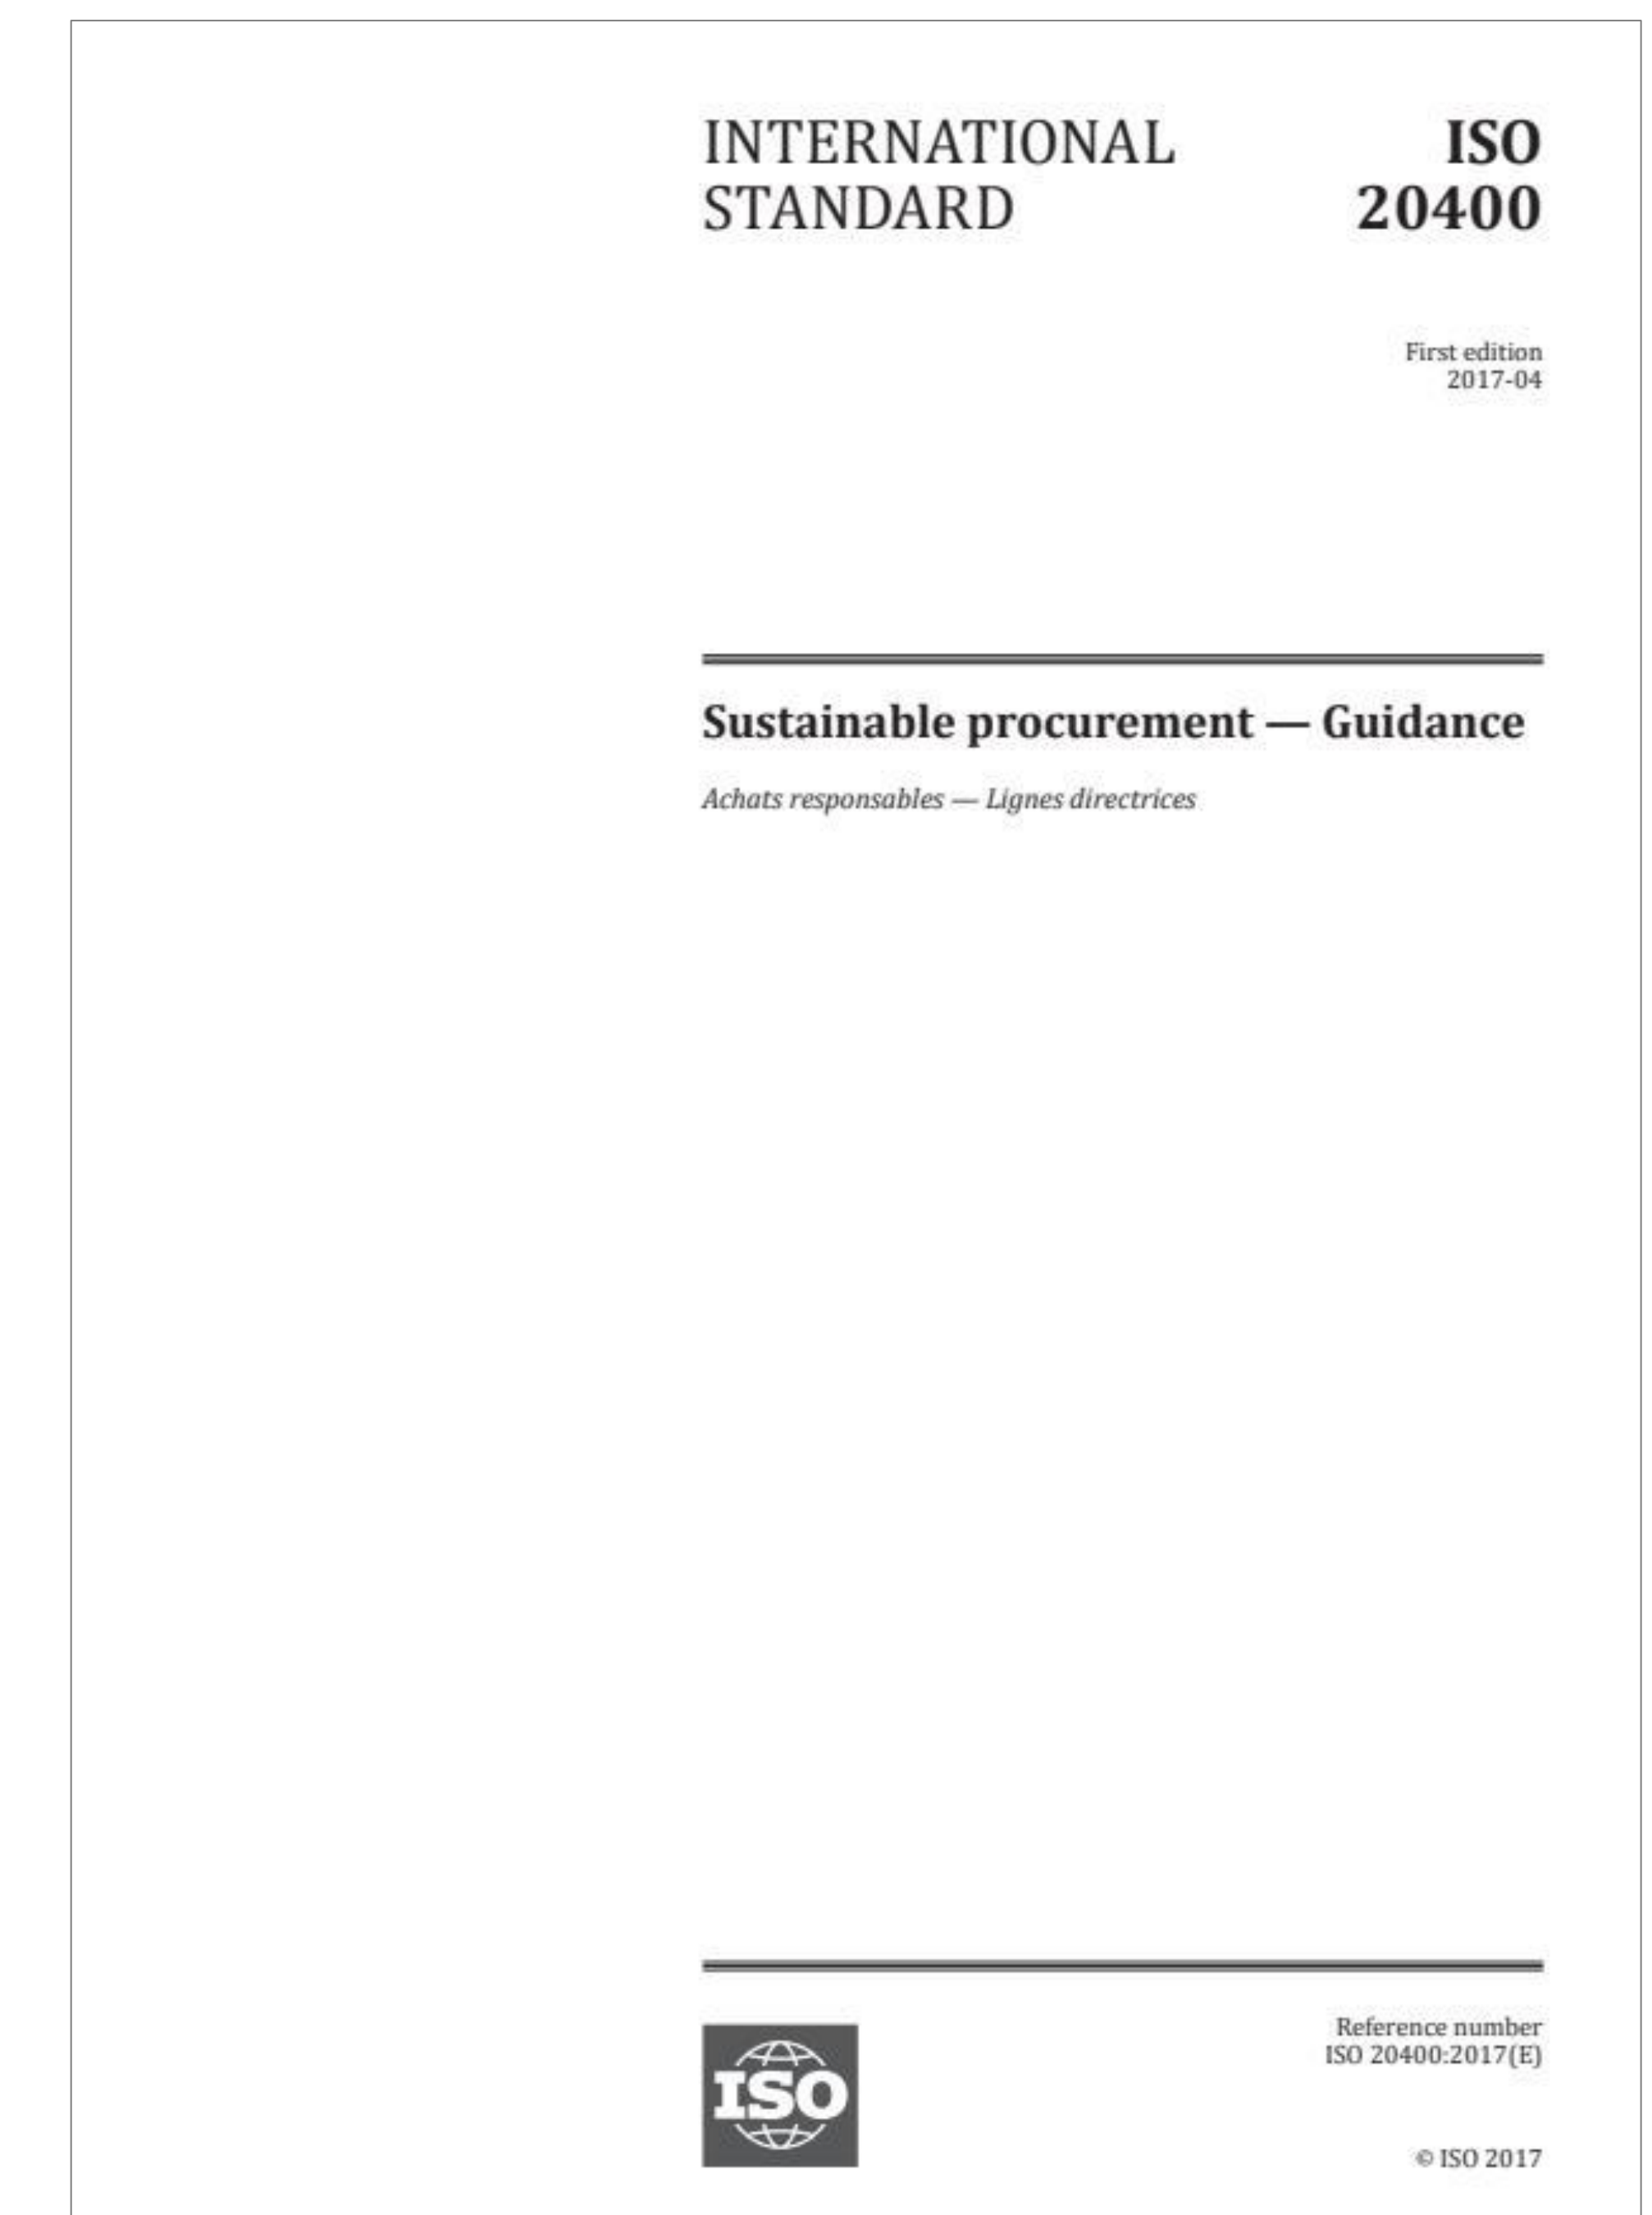 INTERNATIONAL
STANDARD
ISO
20400
First edition
2017-04
Sustainable procurement — Guidance
Achats responsables — Lignes directrices
Reference number
ISO 20400:2017(E)
ISO
© ISO 2017